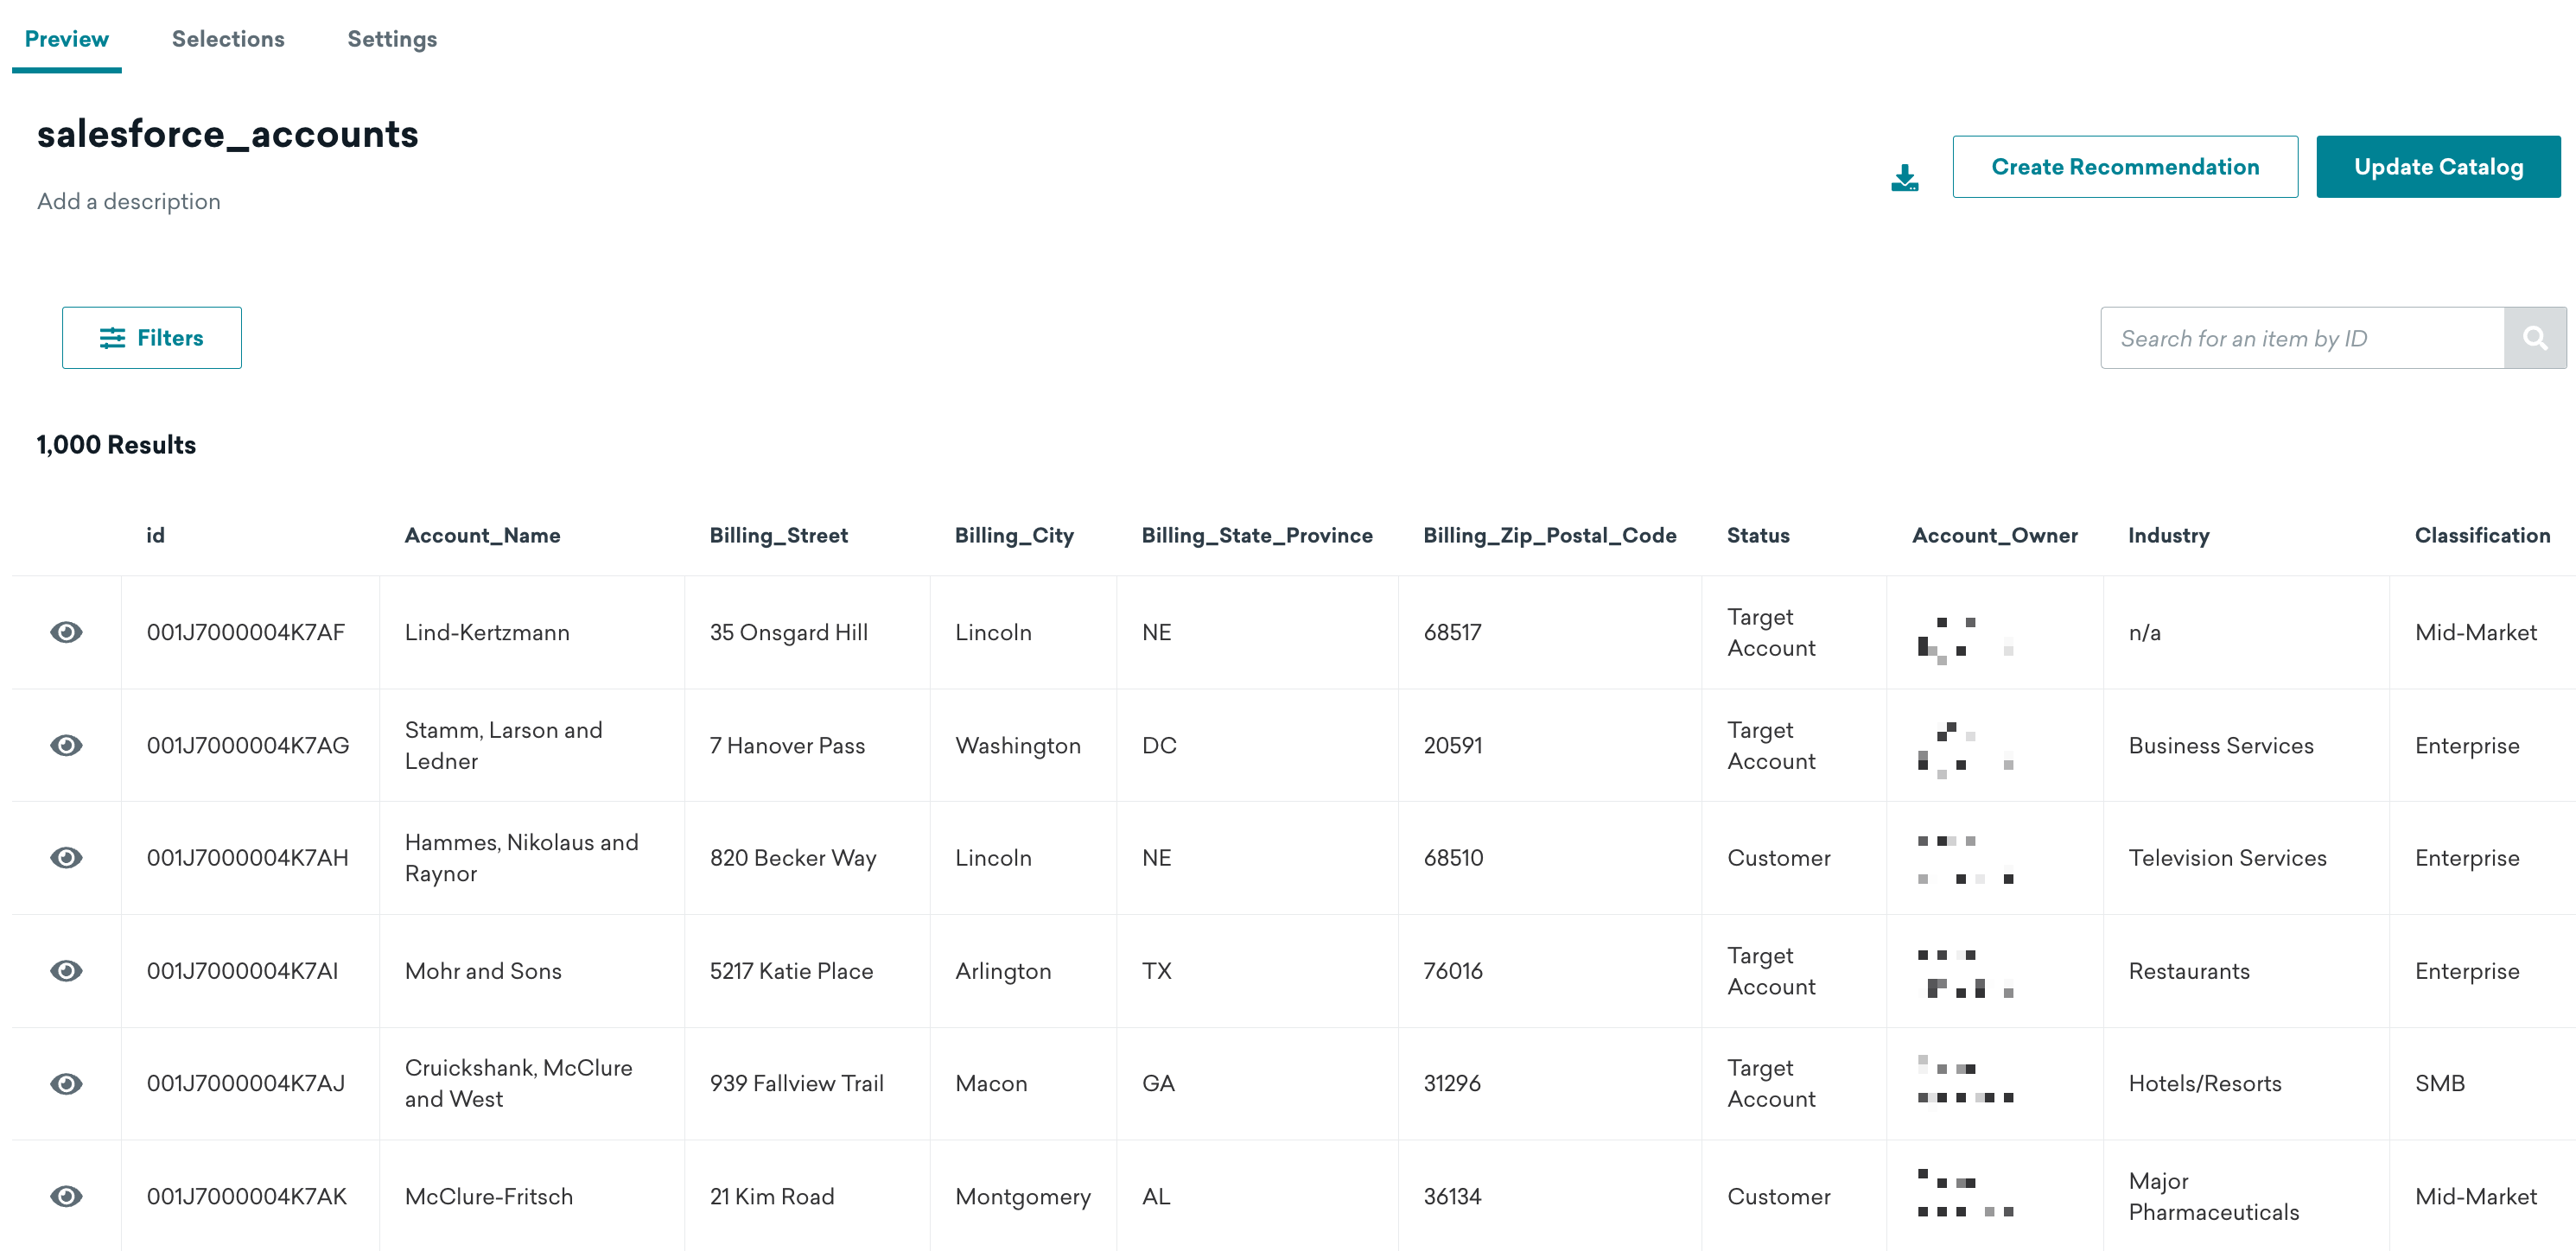 Preview Selections Settings
salesforce_accounts
Add a description
Create Recommendation Update Catalog
Filters
Search for an item by ID
1,000 Results
id Account_Name Billing_Street Billing_City Billing_State_Province Billing_Zip_Postal_Code Status Account_Owner Industry Classification
001J7000004K7AF Lind-Kertzmann 35 Onsgard Hill Lincoln NE 68517 Target
Account n/a Mid-Market
001J7000004K7AG Stamm, Larson and
Ledner 7 Hanover Pass Washington DC 20591 Target
Account Business Services Enterprise
001J7000004K7AH Hammes, Nikolaus and
Raynor 820 Becker Way Lincoln NE 68510 Customer Television Services Enterprise
001J7000004K7AI Mohr and Sons 5217 Katie Place Arlington TX 76016 Target
Account Restaurants Enterprise
001J7000004K7AJ Cruickshank, McClure
and West 939 Fallview Trail Macon GA 31296 Target
Account Hotels/Resorts SMB
001J7000004K7AK McClure-Fritsch 21 Kim Road Montgomery AL 36134 Customer Major
Pharmaceuticals Mid-Market